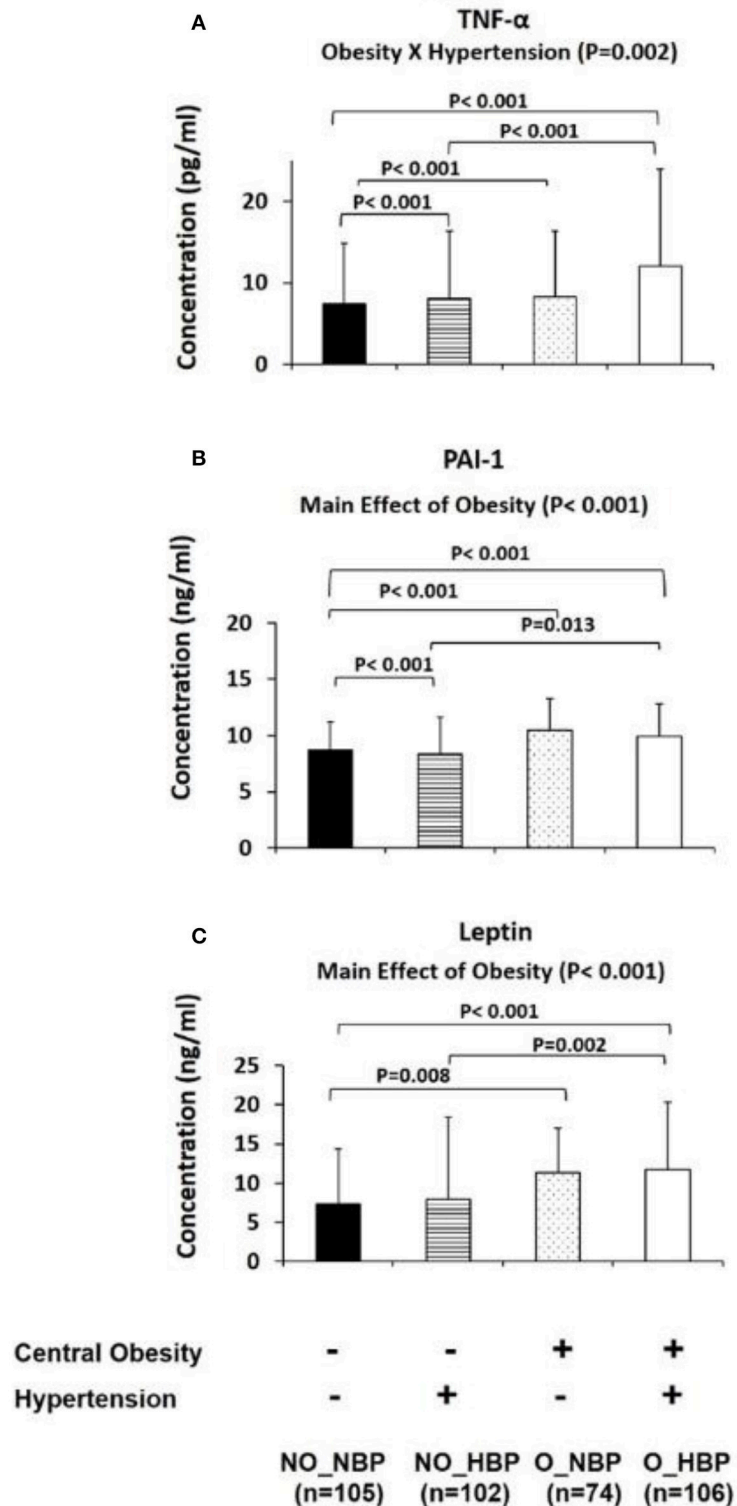 A
TNF-α
Obesity X Hypertension (P=0.002)
P< 0.001
P< 0.001
P< 0.001
P< 0.001
Concentration (pg/ml)
20
10
0
B
PAI-1
Main Effect of Obesity (P< 0.001)
P< 0.001
P< 0.001
P=0.013
P< 0.001
Concentration (ng/ml)
20
15
10
5
0
C
Leptin
Main Effect of Obesity (P< 0.001)
P< 0.001
P=0.002
P=0.008
Concentration (ng/ml)
25
20
15
10
5
0
Central Obesity - - + +
Hypertension - + - +
NO_NBP NO_HBP O_NBP O_HBP
(n=105) (n=102) (n=74) (n=106)